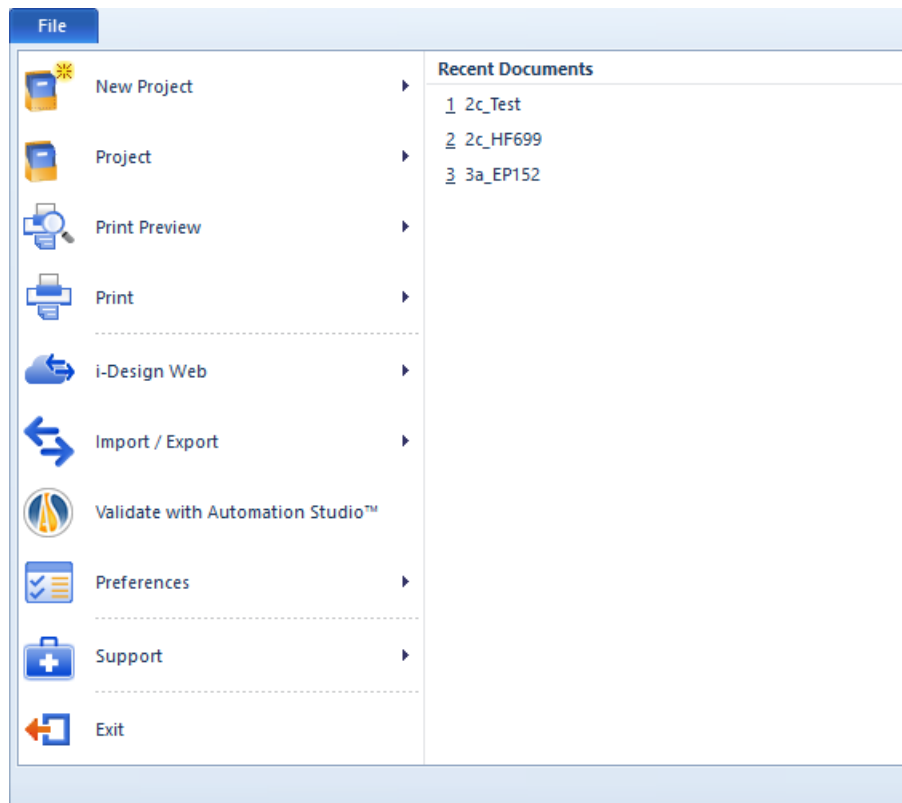 File
New Project
Project
Print Preview
Print
i-Design Web
Import / Export
Validate with Automation Studio™
Preferences
Support
Exit
Recent Documents
1 2c_Test
2 2c_HF699
3 3a_EP152